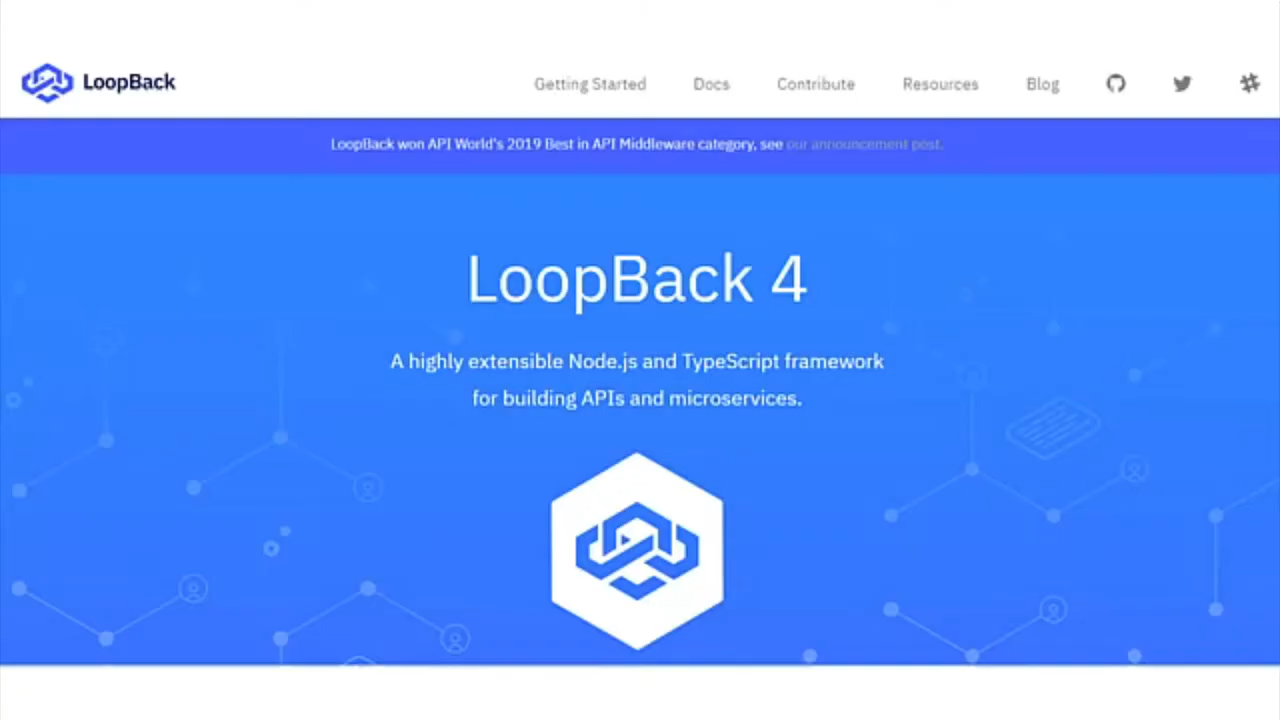 LoopBack
Getting Started Docs Contribute Resources Blog
LoopBack won API World's 2019 Best in API Middleware category, see our announcement post.
LoopBack 4
A highly extensible Node.js and TypeScript framework
for building APIs and microservices.